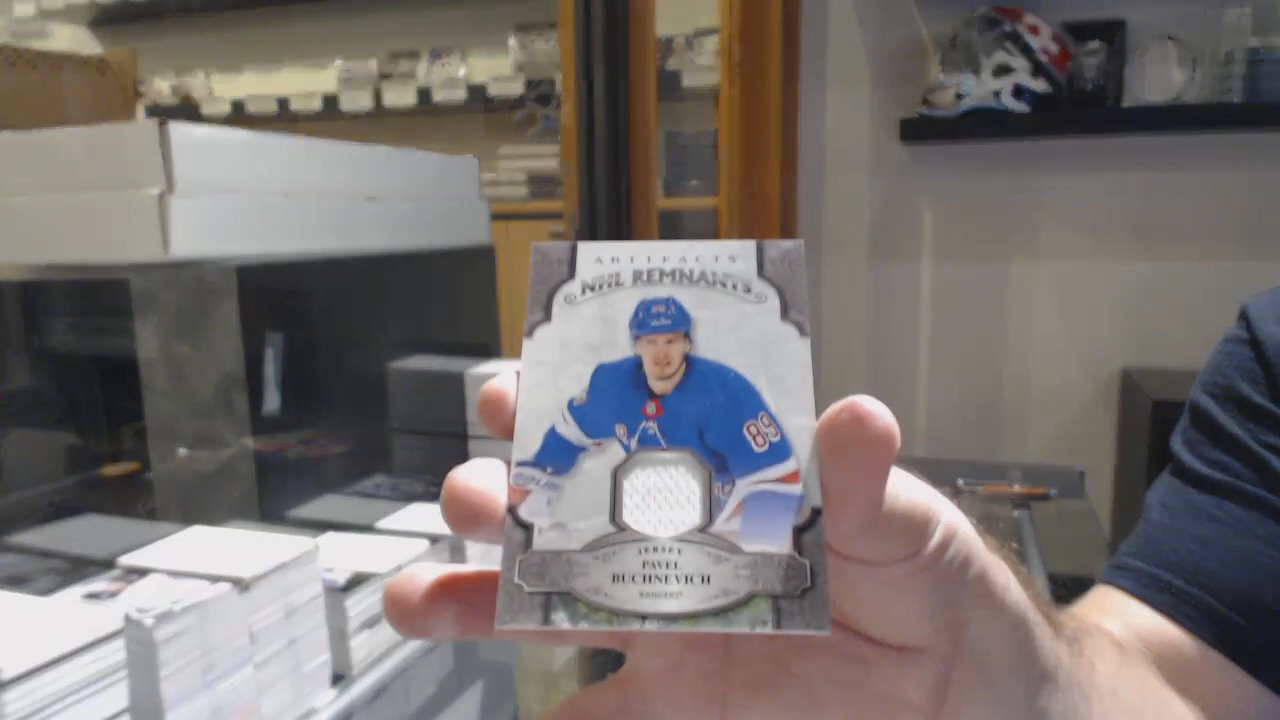 ARTIFACTS
NHL REMNANTS
89
JERSEY
PAVEL
BUCHNEVICH
RANGERS